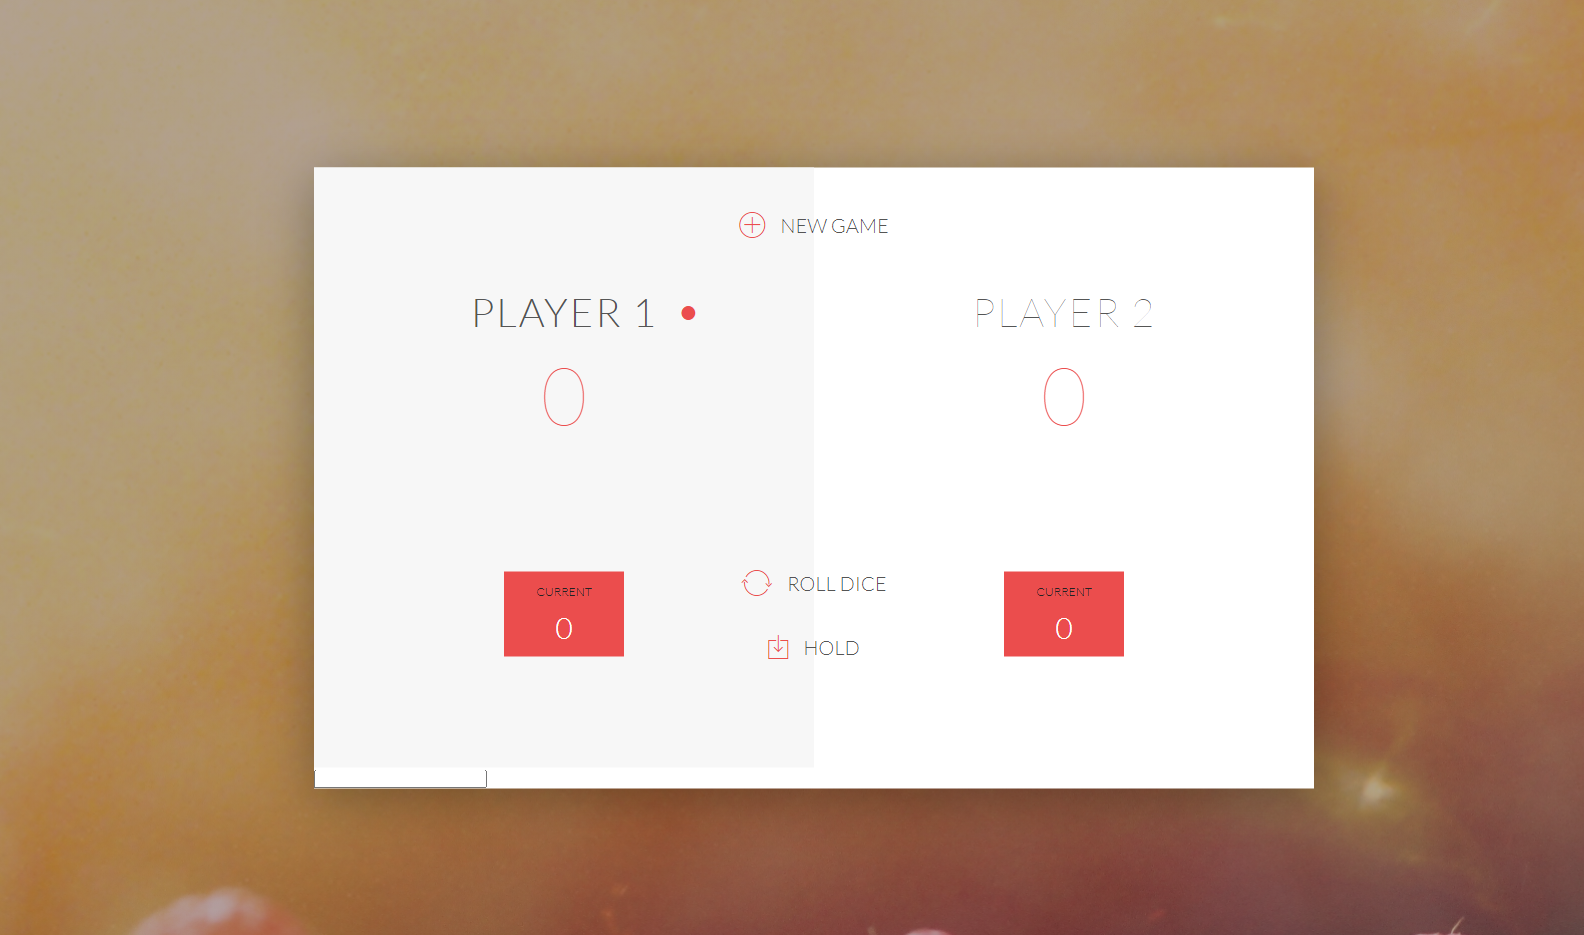 NEW GAME
PLAYER 1
PLAYER 2
0
0
CURRENT
0
ROLL DICE
HOLD
CURRENT
0